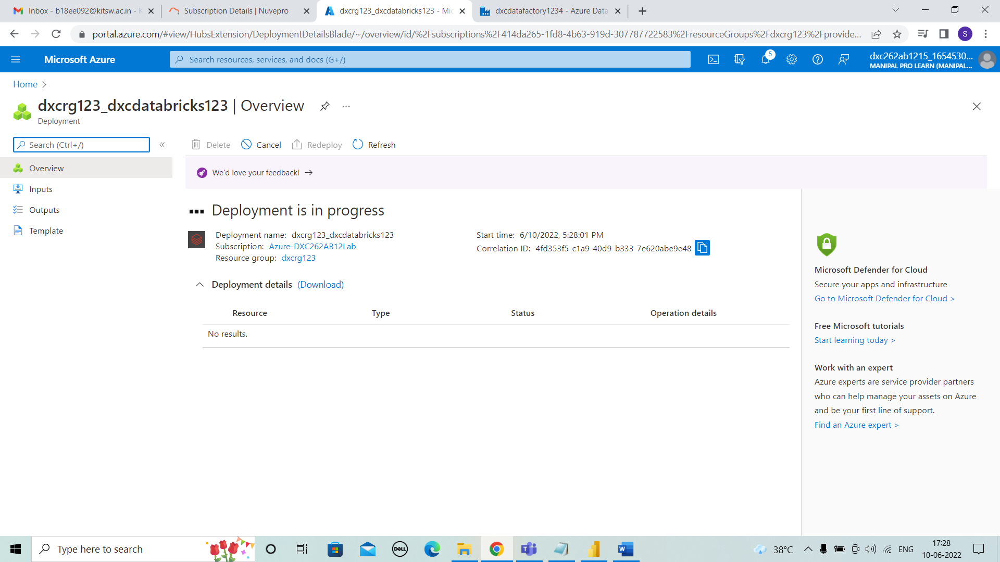 Inbox - b18ee092@kitsw.ac.in - K
Subscription Details | Nuvepro
dxcrg123_dxcdatabricks123 - Mic
dxcdatafactory1234 - Azure Data
portal.azure.com/#view/HubsExtension/DeploymentDetailsBlade/~/overview/id/%2Fsubscriptions%2F414da265-1fd8-4b63-919d-307787722583%2FresourceGroups%2Fdxcrg123%2Fprovide...
S
Microsoft Azure
Search resources, services, and docs (G+/)
5
dxc262ab1215_1654530...
MANIPAL PRO LEARN (MANIPAL...
Home
dxcrg123_dxcdatabricks123 | Overview
...
Deployment
Search (Ctrl+/)
«
Delete
Cancel
Redeploy
Refresh
Overview
Inputs
Outputs
Template
We'd love your feedback! →
Deployment is in progress
Deployment name: dxcrg123_dxcdatabricks123
Subscription: Azure-DXC262AB12Lab
Resource group: dxcrg123
Start time: 6/10/2022, 5:28:01 PM
Correlation ID: 4fd353f5-c1a9-40d9-b333-7e620abe9e48
Deployment details (Download)
Resource Type Status Operation details
No results.
Microsoft Defender for Cloud
Secure your apps and infrastructure
Go to Microsoft Defender for Cloud >
Free Microsoft tutorials
Start learning today >
Work with an expert
Azure experts are service provider partners
who can help manage your assets on Azure
and be your first line of support.
Find an Azure expert >
Type here to search
DELL
38°C
ENG
17:28
10-06-2022